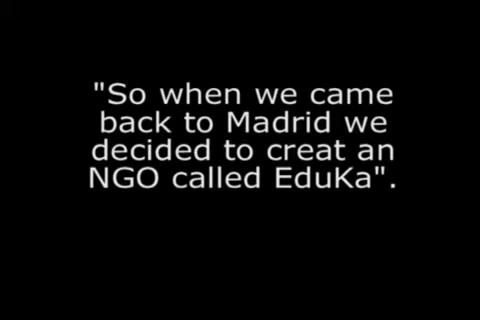 "So when we came
back to Madrid we
decided to creat an
NGO called EduKa".